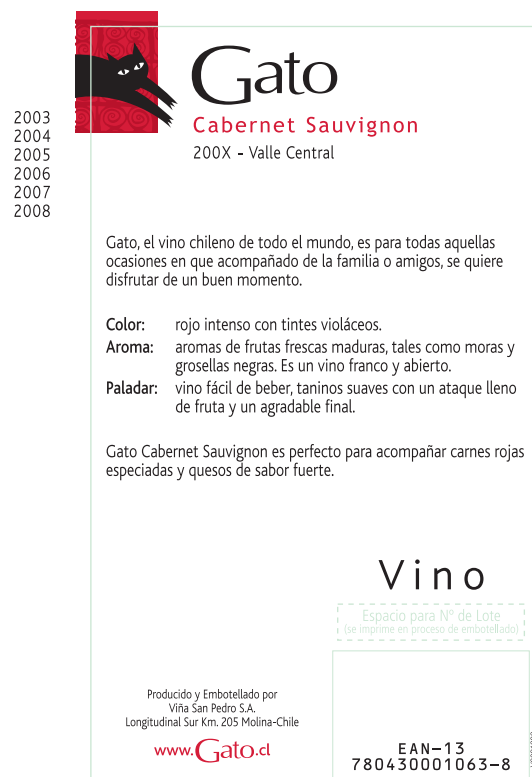 Gato
Cabernet Sauvignon
200X - Valle Central
2003
2004
2005
2006
2007
2008
Gato, el vino chileno de todo el mundo, es para todas aquellas
ocasiones en que acompañado de la familia o amigos, se quiere
disfrutar de un buen momento.
Color: rojo intenso con tintes violáceos.
Aroma: aromas de frutas frescas maduras, tales como moras y
grosellas negras. Es un vino franco y abierto.
Paladar: vino fácil de beber, taninos suaves con un ataque lleno
de fruta y un agradable final.
Gato Cabernet Sauvignon es perfecto para acompañar carnes rojas
especiadas y quesos de sabor fuerte.
Vino
Espacio para Nº de Lote
(se imprime en proceso de embotellado)
Producido y Embotellado por
Viña San Pedro S.A.
Longitudinal Sur Km. 205 Molina-Chile
www.Gato.cl
EAN-13
780430001063-8